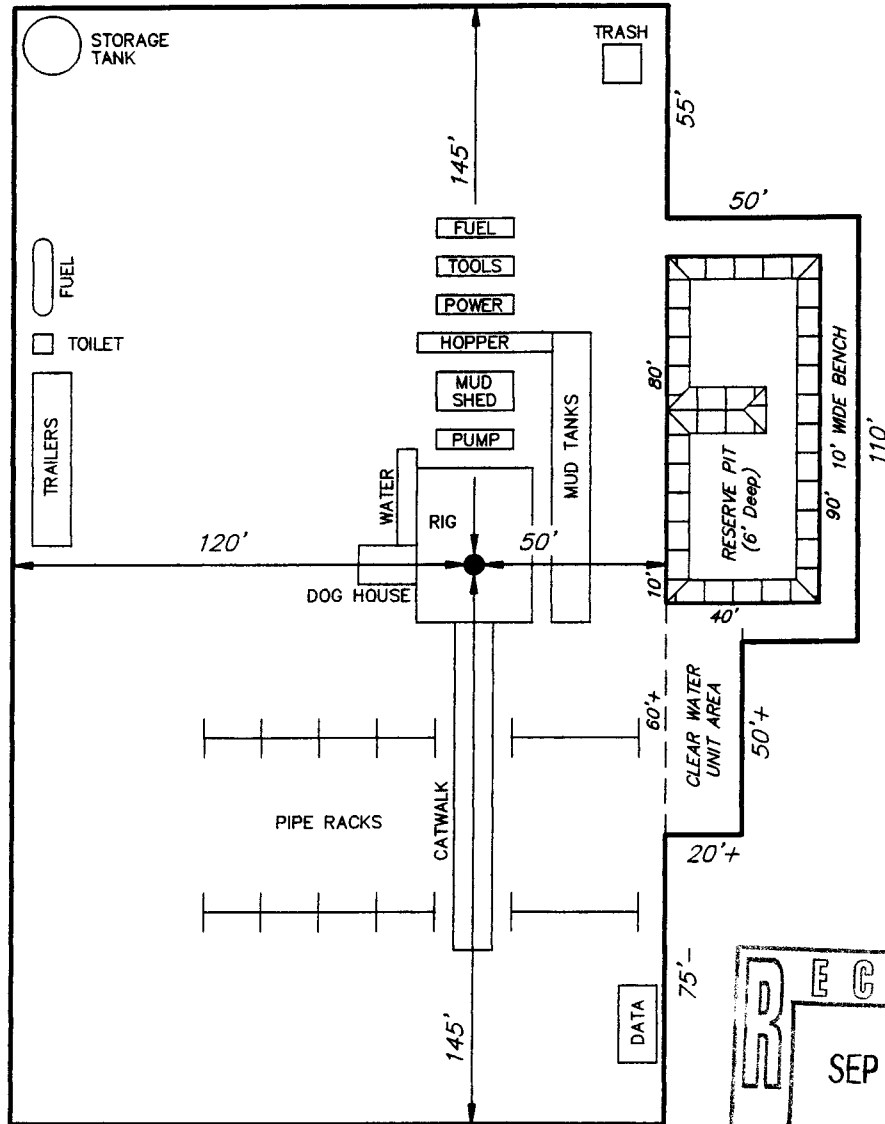 STORAGE
TANK
TRASH
145'
55'
50'
FUEL
TOOLS
POWER
HOPPER
MUD
SHED
PUMP
FUEL
TOILET
TRAILERS
WATER
RIG
MUD TANKS
80'
RESERVE PIT
(6' Deep)
90'
10' WIDE BENCH
110'
120'
50'
DOG HOUSE
10'
40'
60'+
CLEAR WATER
UNIT AREA
50'+
PIPE RACKS
CATWALK
20'+
75'-
145'
DATA
R E C
SEP